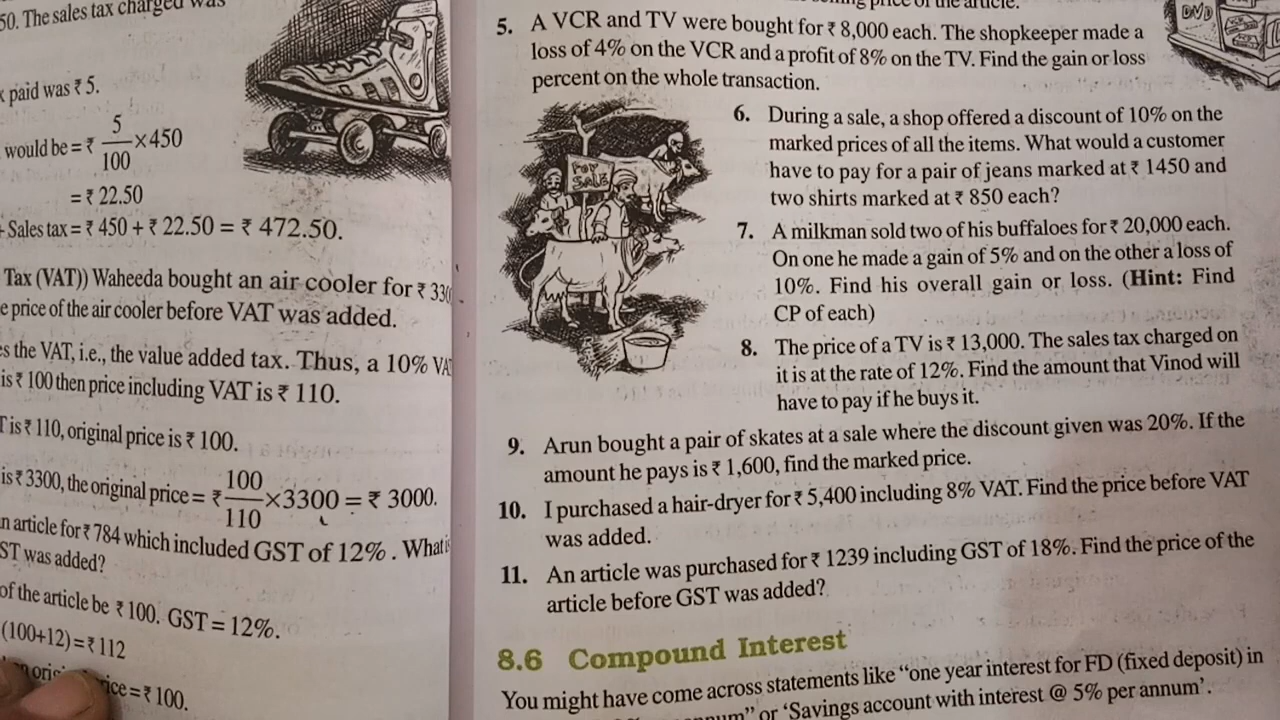 50. The sales tax charged was
paid was ₹ 5.
would be = ₹ 5/100 × 450
= ₹ 22.50
+ Sales tax = ₹ 450 + ₹ 22.50 = ₹ 472.50.
Tax (VAT)) Waheeda bought an air cooler for ₹ 330
price of the air cooler before VAT was added.
the VAT, i.e., the value added tax. Thus, a 10% VA
is ₹ 100 then price including VAT is ₹ 110.
T is ₹ 110, original price is ₹ 100.
is ₹ 3300, the original price = ₹ 100/110 × 3300 = ₹ 3000.
article for ₹ 784 which included GST of 12% . What
ST was added?
of the article be ₹ 100. GST = 12%.
(100+12) = ₹ 112
ice = ₹ 100.
price of the article.
DVD
5. A VCR and TV were bought for ₹ 8,000 each. The shopkeeper made a
loss of 4% on the VCR and a profit of 8% on the TV. Find the gain or loss
percent on the whole transaction.
FOR
SALE
6. During a sale, a shop offered a discount of 10% on the
marked prices of all the items. What would a customer
have to pay for a pair of jeans marked at ₹ 1450 and
two shirts marked at ₹ 850 each?
7. A milkman sold two of his buffaloes for ₹ 20,000 each.
On one he made a gain of 5% and on the other a loss of
10%. Find his overall gain or loss. (Hint: Find
CP of each)
8. The price of a TV is ₹ 13,000. The sales tax charged on
it is at the rate of 12%. Find the amount that Vinod will
have to pay if he buys it.
9. Arun bought a pair of skates at a sale where the discount given was 20%. If the
amount he pays is ₹ 1,600, find the marked price.
10. I purchased a hair-dryer for ₹ 5,400 including 8% VAT. Find the price before VAT
was added.
11. An article was purchased for ₹ 1239 including GST of 18%. Find the price of the
article before GST was added?
8.6 Compound Interest
You might have come across statements like “one year interest for FD (fixed deposit) in
or ‘Savings account with interest @ 5% per annum’.